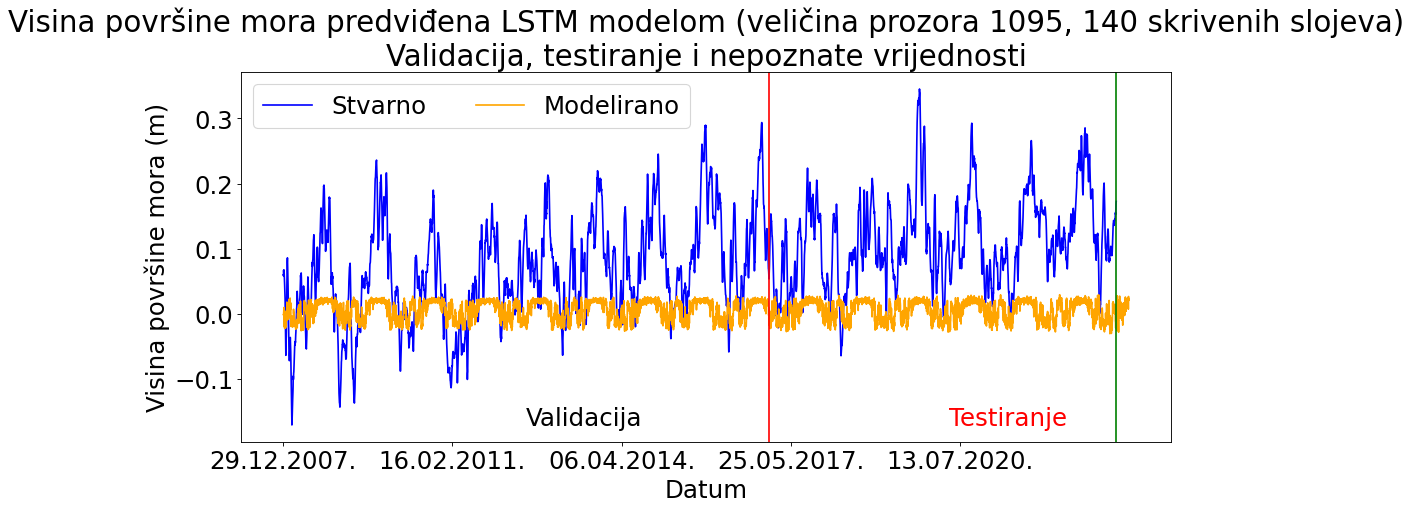 Visina površine mora predviđena LSTM modelom (veličina prozora 1095, 140 skrivenih slojeva)
Validacija, testiranje i nepoznate vrijednosti
Stvarno
Modelirano
Visina površine mora (m)
0.3
0.2
0.1
0.0
−0.1
Validacija
Testiranje
29.12.2007.
16.02.2011.
06.04.2014.
25.05.2017.
13.07.2020.
Datum